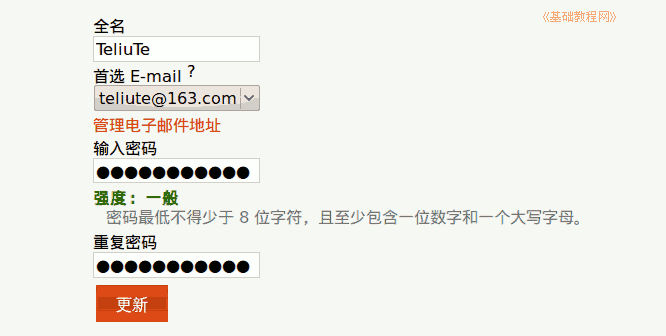 《基础教程网》
全名
TeliuTe
首选 E-mail ?
teliute@163.com
管理电子邮件地址
输入密码
●●●●●●●●●●●
强度：一般
密码最低不得少于 8 位字符，且至少包含一位数字和一个大写字母。
重复密码
●●●●●●●●●●●
更新